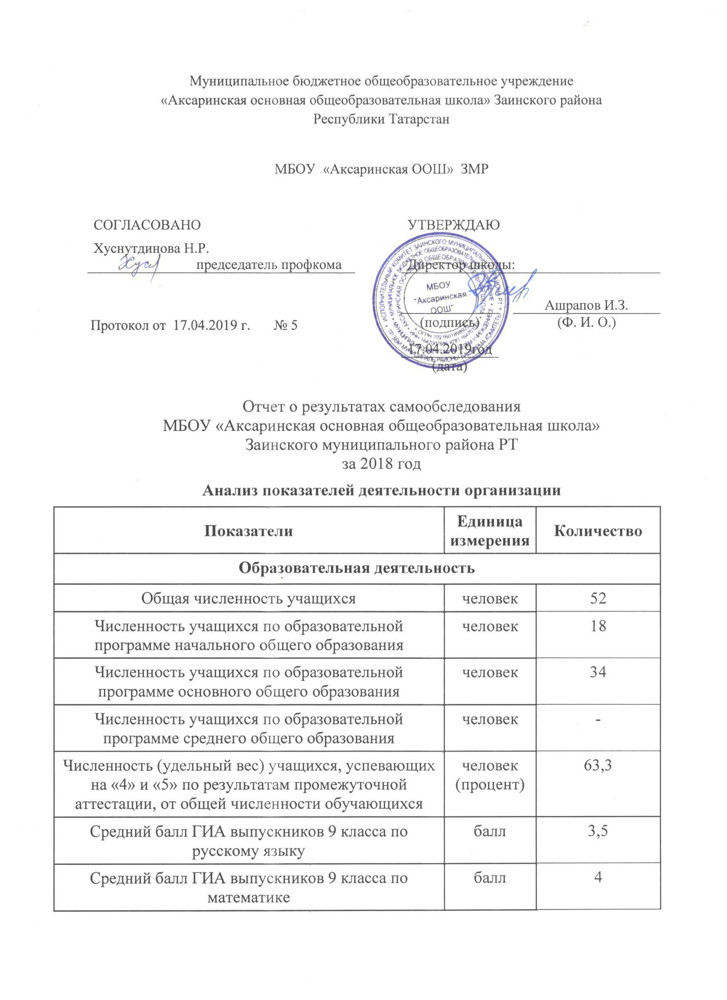 Муниципальное бюджетное общеобразовательное учреждение
«Аксаринская основная общеобразовательная школа» Заинского района
Республики Татарстан
МБОУ «Аксаринская ООШ» ЗМР
СОГЛАСОВАНО
Хуснутдинова Н.Р.
председатель профкома
Протокол от 17.04.2019 г. № 5
УТВЕРЖДАЮ
Директор школы:
Ашрапов И.З.
(подпись) (Ф. И. О.)
17.04.2019год
(дата)
МБОУ
"Аксаринская
ООШ"
Отчет о результатах самообследования
МБОУ «Аксаринская основная общеобразовательная школа»
Заинского муниципального района РТ
за 2018 год
Анализ показателей деятельности организации
Показатели
Единица
измерения
Количество
Образовательная деятельность
Общая численность учащихся человек 52
Численность учащихся по образовательной человек 18
программе начального общего образования
Численность учащихся по образовательной человек 34
программе основного общего образования
Численность учащихся по образовательной человек -
программе среднего общего образования
Численность (удельный вес) учащихся, успевающих человек 63,3
на «4» и «5» по результатам промежуточной (процент)
аттестации, от общей численности обучающихся
Средний балл ГИА выпускников 9 класса по балл 3,5
русскому языку
Средний балл ГИА выпускников 9 класса по балл 4
математике